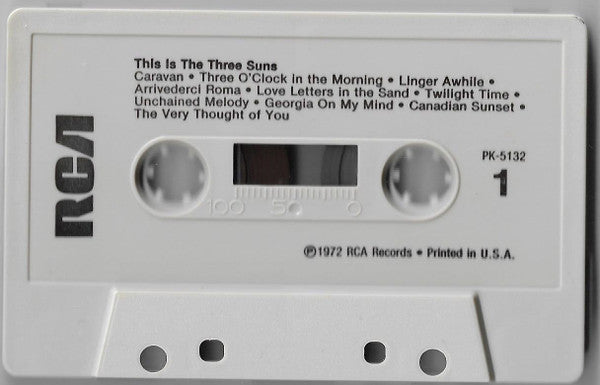 This Is The Three Suns
Caravan • Three O'Clock in the Morning • Linger Awhile •
Arrivederci Roma • Love Letters in the Sand • Twilight Time •
Unchained Melody • Georgia On My Mind • Canadian Sunset •
The Very Thought of You
RCA
PK-5132
1
100 50 0
℗1972 RCA Records • Printed in U.S.A.